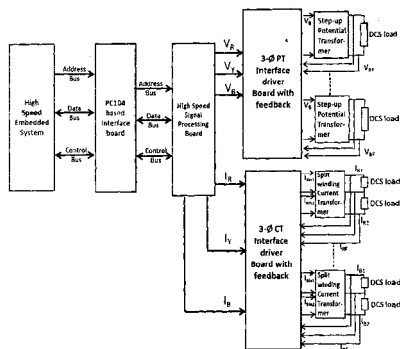 High
Speed
Embedded
System
Address
Bus
Data
Bus
Control
Bus
PC104
based
Interface
board
Address
Bus
Data
Bus
Control
Bus
High Speed
Signal
Processing
Board
V_R
V_Y
V_B
I_R
I_Y
I_B
3-Ø PT
Interface
driver
Board with
feedback
Step-up
Potential
Transfor-
mer
DCS load
Step-up
Potential
Transfor-
mer
DCS load
V_BF
3-Ø CT
Interface
driver
Board with
feedback
Split
winding
Current
Transfor-
mer
DCS load
DCS load
Split
winding
Current
Transfor-
mer
I_B1
DCS load
DCS load
I_B2